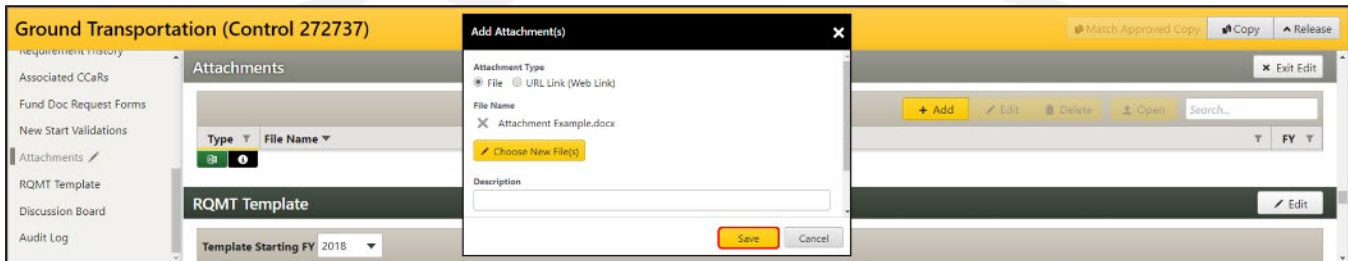 Ground Transportation (Control 272737)
Match Approved Copy
Copy
Release
Requirement History
Associated CCaRs
Fund Doc Request Forms
New Start Validations
Attachments
RQMT Template
Discussion Board
Audit Log
Attachments
Exit Edit
+ Add
Edit
Delete
Open
Search...
Type
File Name
FY
RQMT Template
Edit
Template Starting FY 2018
Add Attachment(s)
Attachment Type
File URL Link (Web Link)
File Name
Attachment Example.docx
Choose New File(s)
Description
Save
Cancel